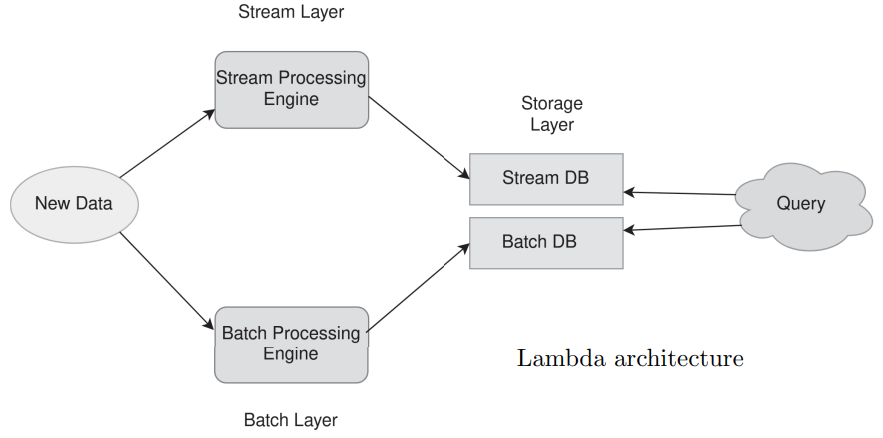 Stream Layer
Stream Processing
Engine
Storage
Layer
Stream DB
New Data
Query
Batch DB
Batch Processing
Engine
Lambda architecture
Batch Layer